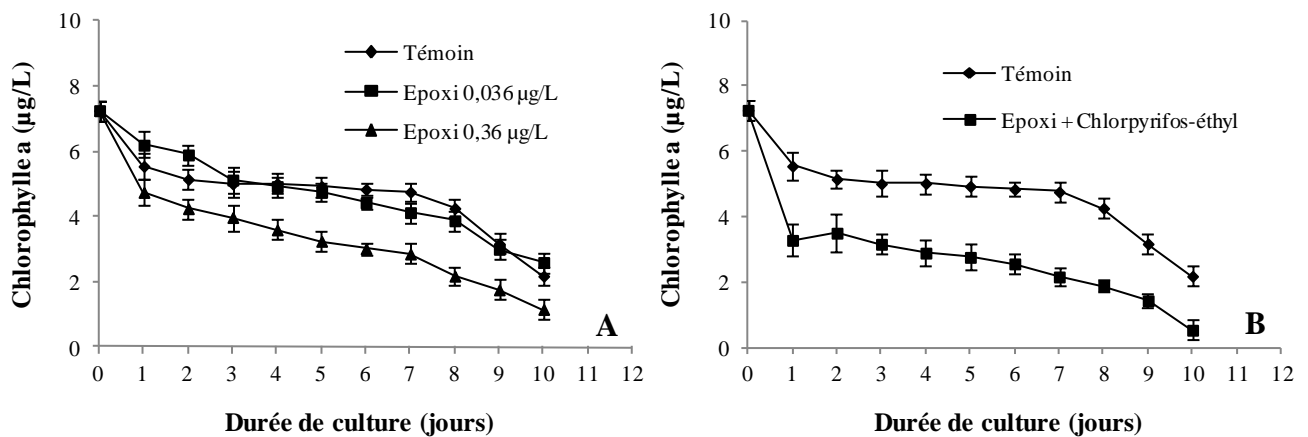 Chlorophylle a (µg/L)
10
8
6
4
2
0
Témoin
Epoxi 0,036 µg/L
Epoxi 0,36 µg/L
A
0 1 2 3 4 5 6 7 8 9 10 11 12
Durée de culture (jours)
Chlorophylle a (µg/L)
10
8
6
4
2
0
Témoin
Epoxi + Chlorpyrifos-éthyl
B
0 1 2 3 4 5 6 7 8 9 10 11 12
Durée de culture (jours)